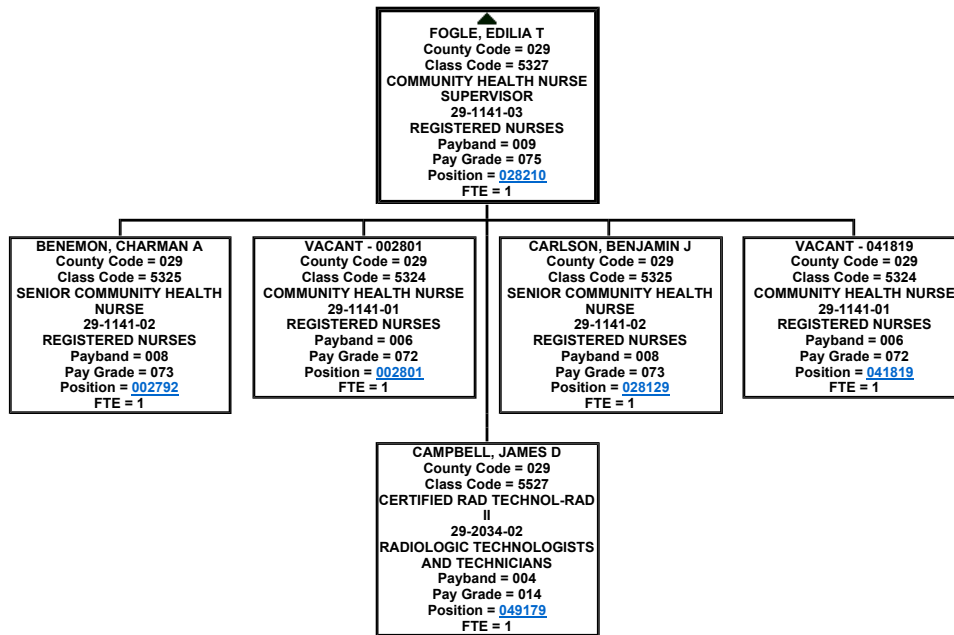 FOGLE, EDILIA T
County Code = 029
Class Code = 5327
COMMUNITY HEALTH NURSE
SUPERVISOR
29-1141-03
REGISTERED NURSES
Payband = 009
Pay Grade = 075
Position = 028210
FTE = 1
BENEMON, CHARMAN A
County Code = 029
Class Code = 5325
SENIOR COMMUNITY HEALTH
NURSE
29-1141-02
REGISTERED NURSES
Payband = 008
Pay Grade = 073
Position = 002792
FTE = 1
VACANT - 002801
County Code = 029
Class Code = 5324
COMMUNITY HEALTH NURSE
29-1141-01
REGISTERED NURSES
Payband = 006
Pay Grade = 072
Position = 002801
FTE = 1
CARLSON, BENJAMIN J
County Code = 029
Class Code = 5325
SENIOR COMMUNITY HEALTH
NURSE
29-1141-02
REGISTERED NURSES
Payband = 008
Pay Grade = 073
Position = 028129
FTE = 1
VACANT - 041819
County Code = 029
Class Code = 5324
COMMUNITY HEALTH NURSE
29-1141-01
REGISTERED NURSES
Payband = 006
Pay Grade = 072
Position = 041819
FTE = 1
CAMPBELL, JAMES D
County Code = 029
Class Code = 5527
CERTIFIED RAD TECHNOL-RAD
II
29-2034-02
RADIOLOGIC TECHNOLOGISTS
AND TECHNICIANS
Payband = 004
Pay Grade = 014
Position = 049179
FTE = 1